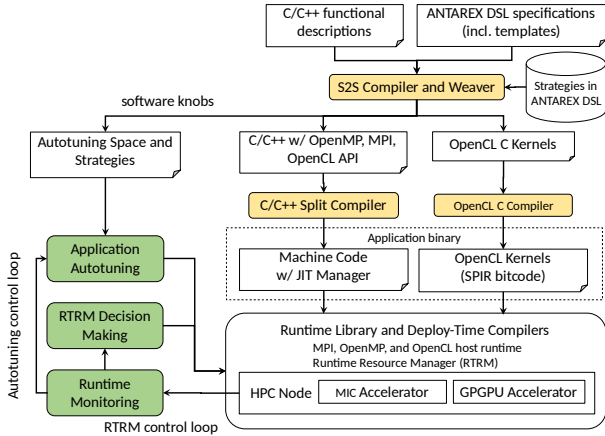 C/C++ functional
descriptions
ANTAREX DSL specifications
(incl. templates)
S2S Compiler and Weaver
Strategies in
ANTAREX DSL
software knobs
Autotuning Space and
Strategies
C/C++ w/ OpenMP, MPI,
OpenCL API
OpenCL C Kernels
C/C++ Split Compiler
OpenCL C Compiler
Application binary
Machine Code
w/ JIT Manager
OpenCL Kernels
(SPIR bitcode)
Autotuning control loop
Application
Autotuning
RTRM Decision
Making
Runtime
Monitoring
RTRM control loop
Runtime Library and Deploy-Time Compilers
MPI, OpenMP, and OpenCL host runtime
Runtime Resource Manager (RTRM)
HPC Node
MIC Accelerator
GPGPU Accelerator